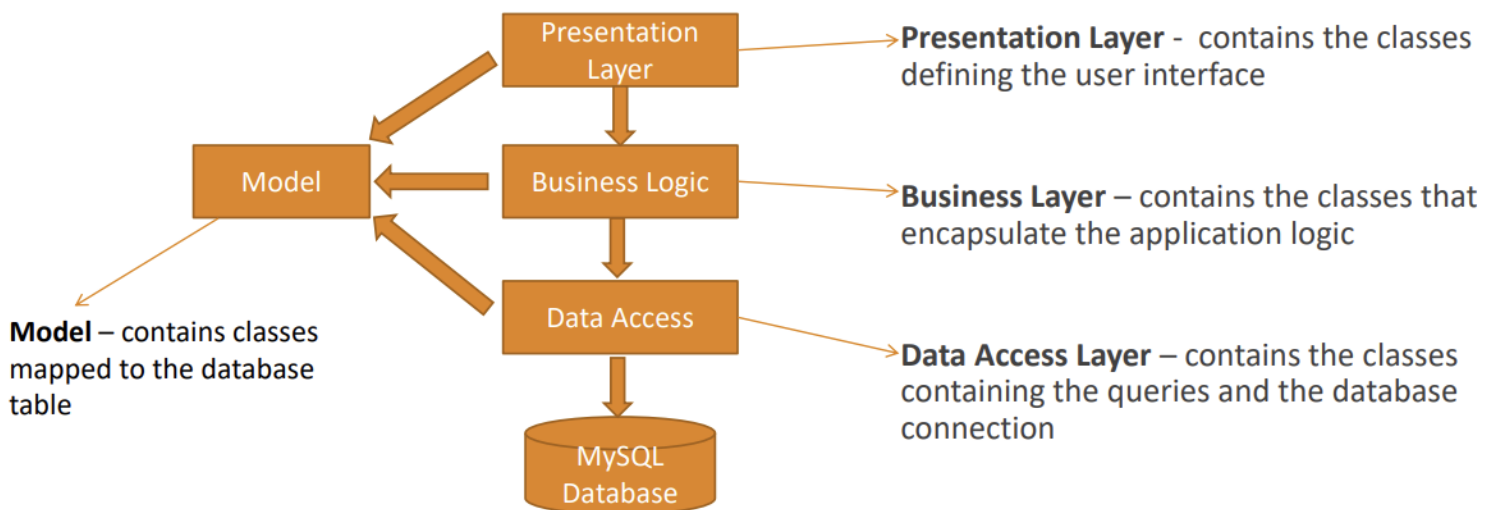 Presentation
Layer
Presentation Layer - contains the classes
defining the user interface
Model
Business Logic
Business Layer – contains the classes that
encapsulate the application logic
Data Access
Model – contains classes
mapped to the database
table
Data Access Layer – contains the classes
containing the queries and the database
connection
MySQL
Database